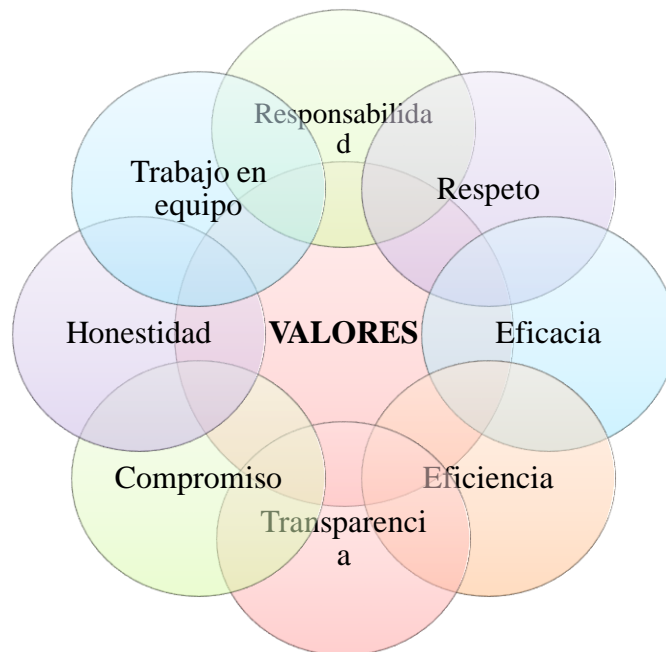 Responsabilida
d
Trabajo en
equipo
Respeto
Honestidad
VALORES
Eficacia
Compromiso
Eficiencia
Transparenci
a